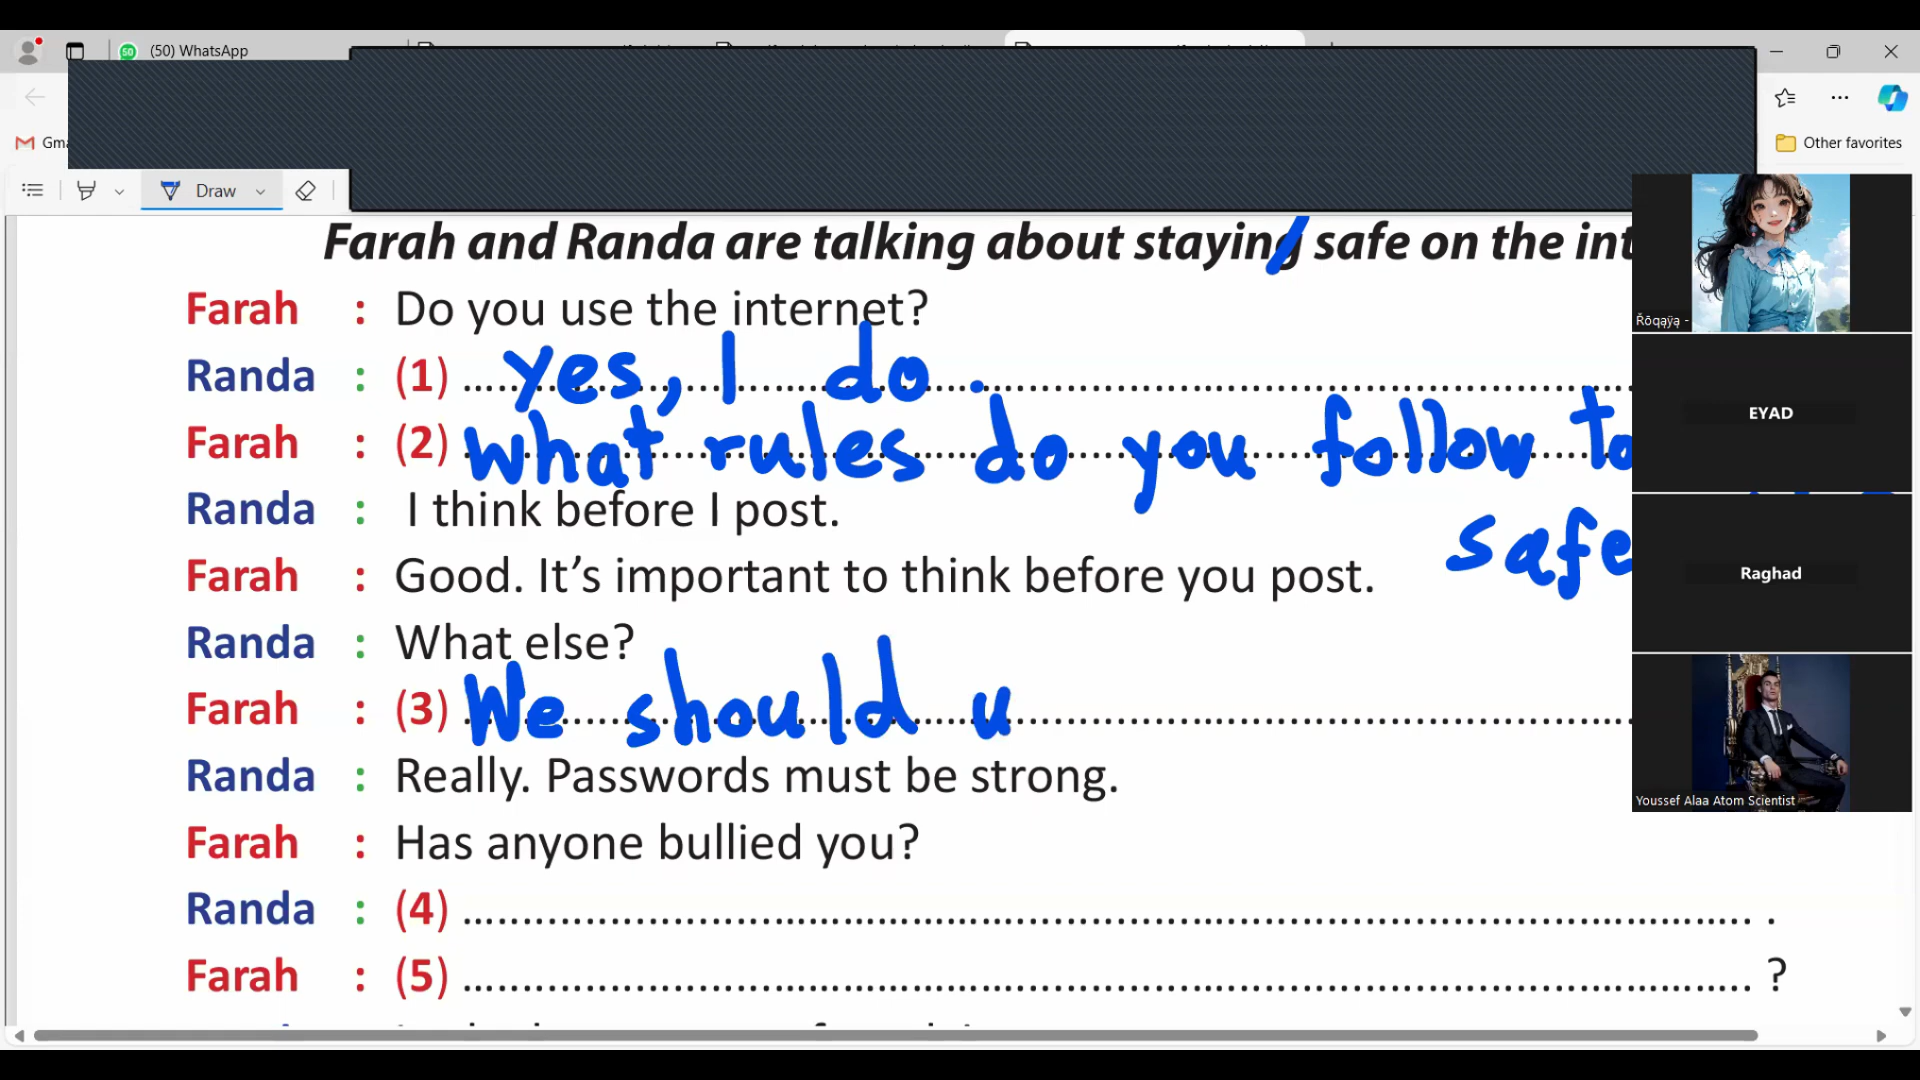 (50) WhatsApp
Gma
Other favorites
Draw
Farah and Randa are talking about staying safe on the int
Farah : Do you use the internet?
Randa : (1) yes, I do.
Farah : (2) what rules do you follow to
Randa : I think before I post.
safe
Farah : Good. It's important to think before you post.
Randa : What else?
Farah : (3) We should u
Randa : Really. Passwords must be strong.
Farah : Has anyone bullied you?
Randa : (4) .
Farah : (5) ?
Řōqąÿą -
EYAD
Raghad
Youssef Alaa Atom Scientist